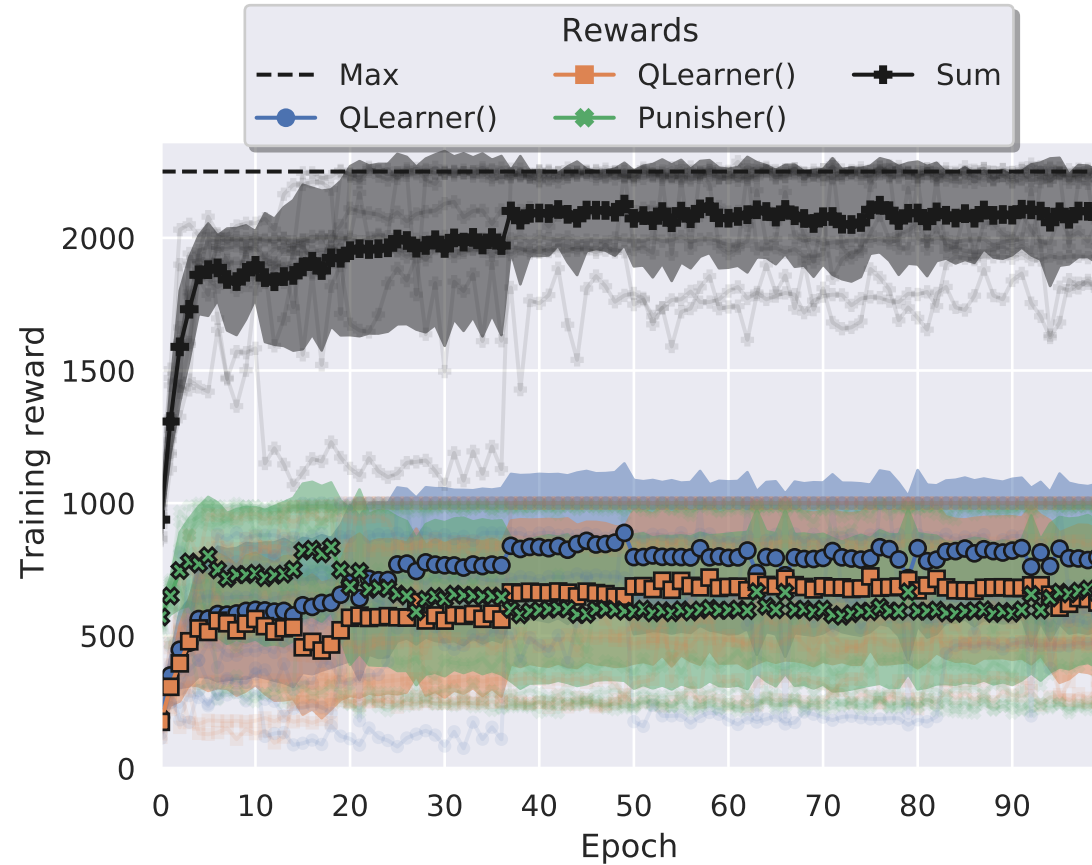 Rewards
Max QLearner() Sum
QLearner() Punisher()
Training reward
2000
1500
1000
500
0
0 10 20 30 40 50 60 70 80 90
Epoch